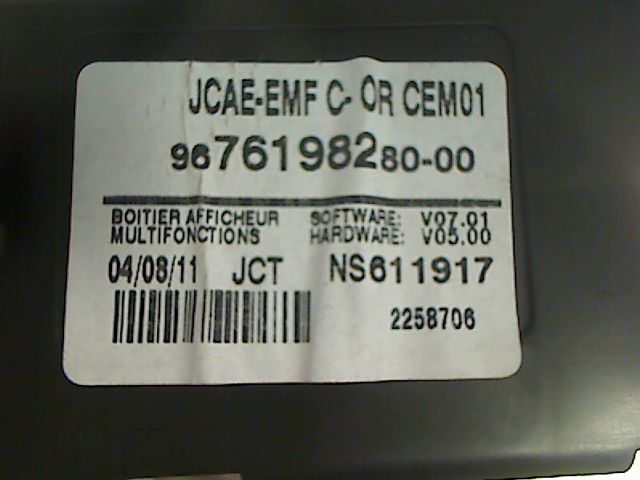 JCAE-EMF C- OR CEM01
9676198280-00
BOITIER AFFICHEUR SOFTWARE: V07.01
MULTIFONCTIONS HARDWARE: V05.00
04/08/11 JCT NS611917
2258706